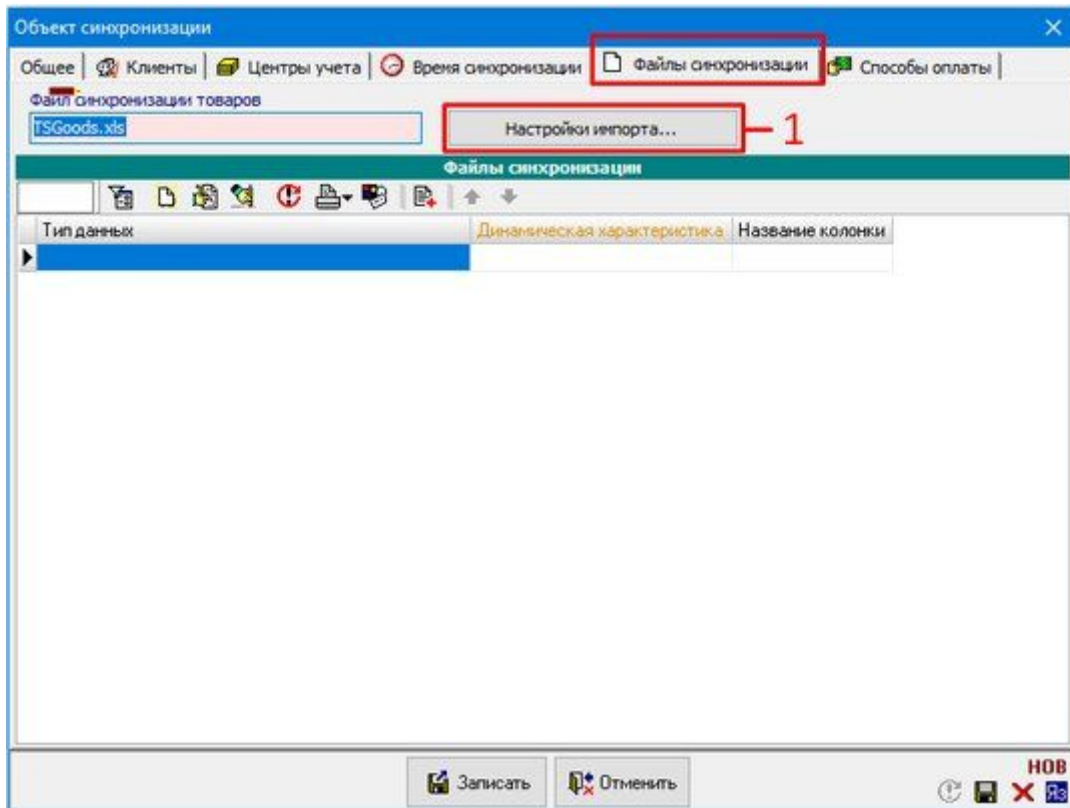 Объект синхронизации
Общее Клиенты Центры учета Время синхронизации Файлы синхронизации Способы оплаты
Файл синхронизации товаров
TSGoods.xls Настройки импорта... 1
Файлы синхронизации
Тип данных Динамическая характеристика Название колонки
Записать Отменить НОВ
Яз